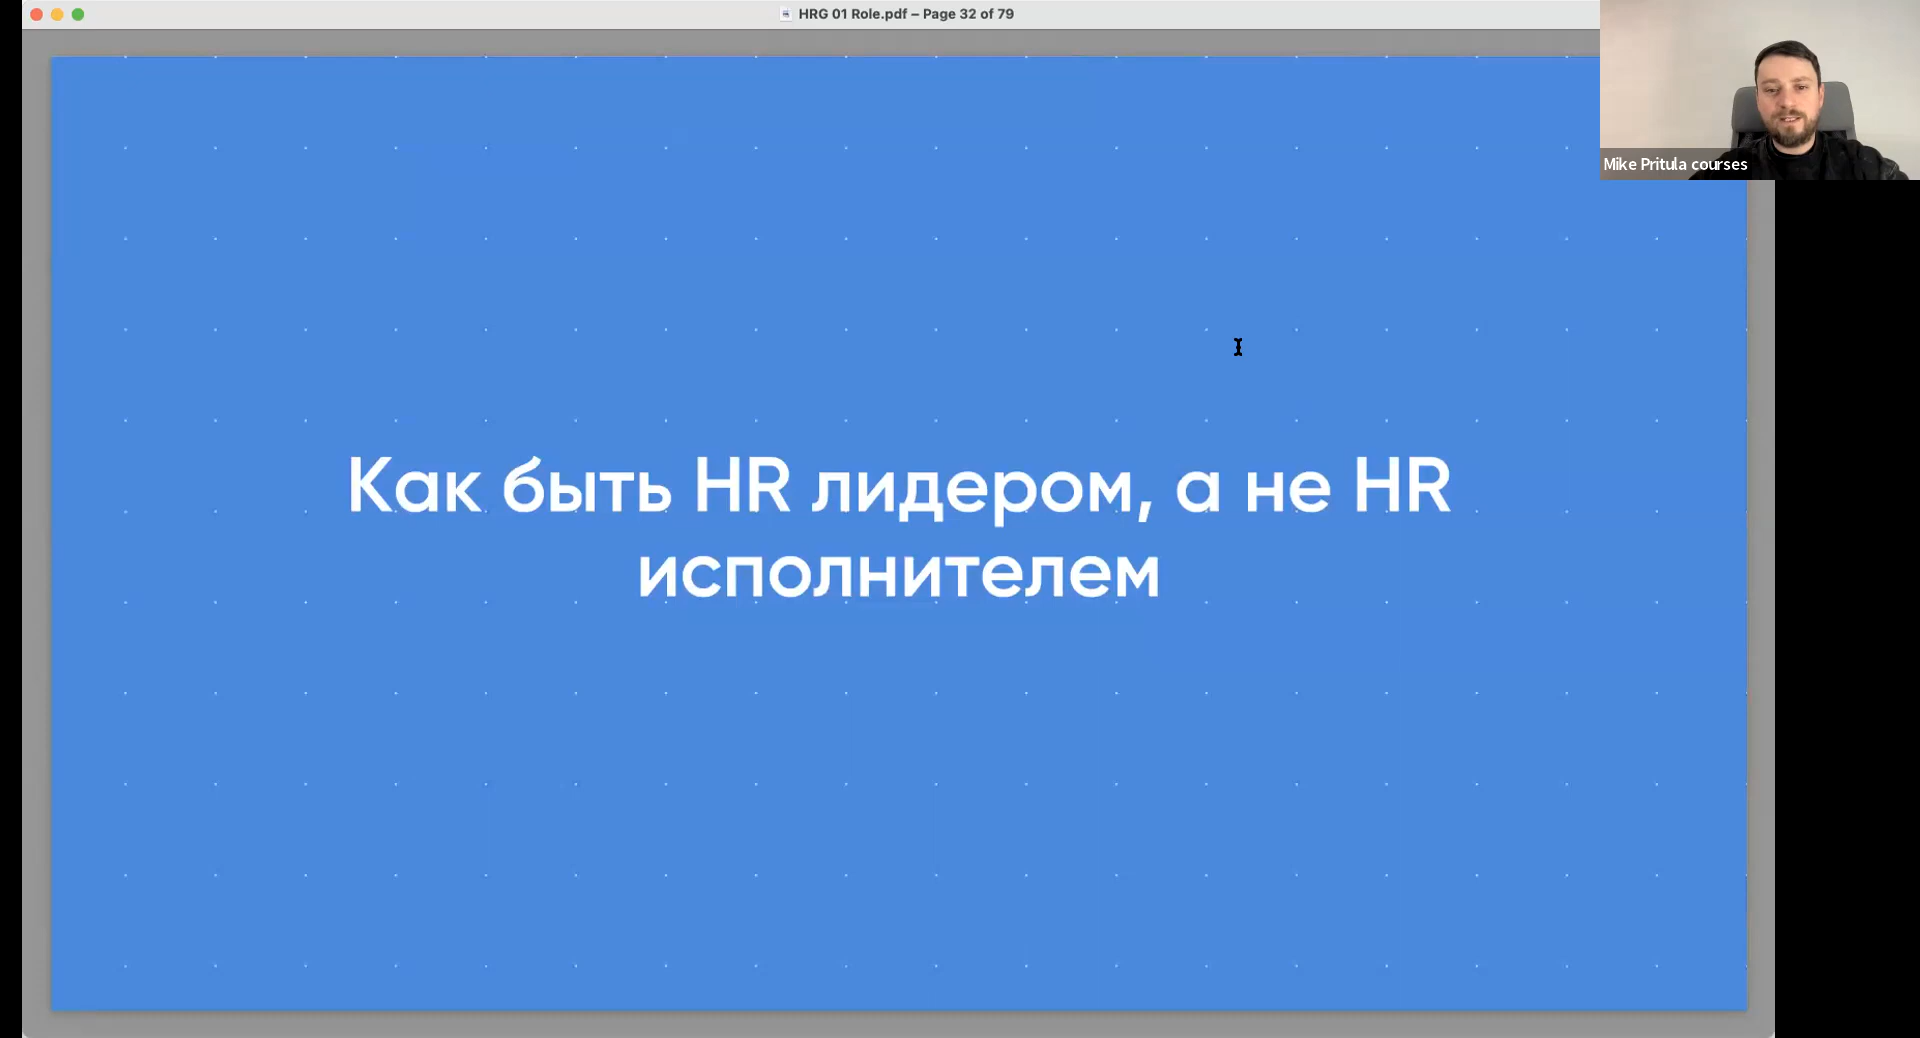 HRG 01 Role.pdf – Page 32 of 79
Mike Pritula courses
Как быть HR лидером, а не HR
исполнителем